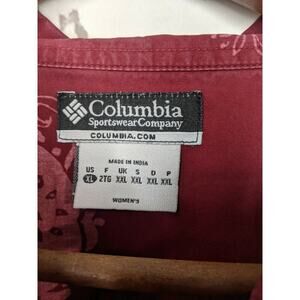 Columbia
Sportswear Company
COLUMBIA.COM
MADE IN INDIA
US F UK S D P
XL 2TG XXL XXL XXL XXL
WOMEN'S